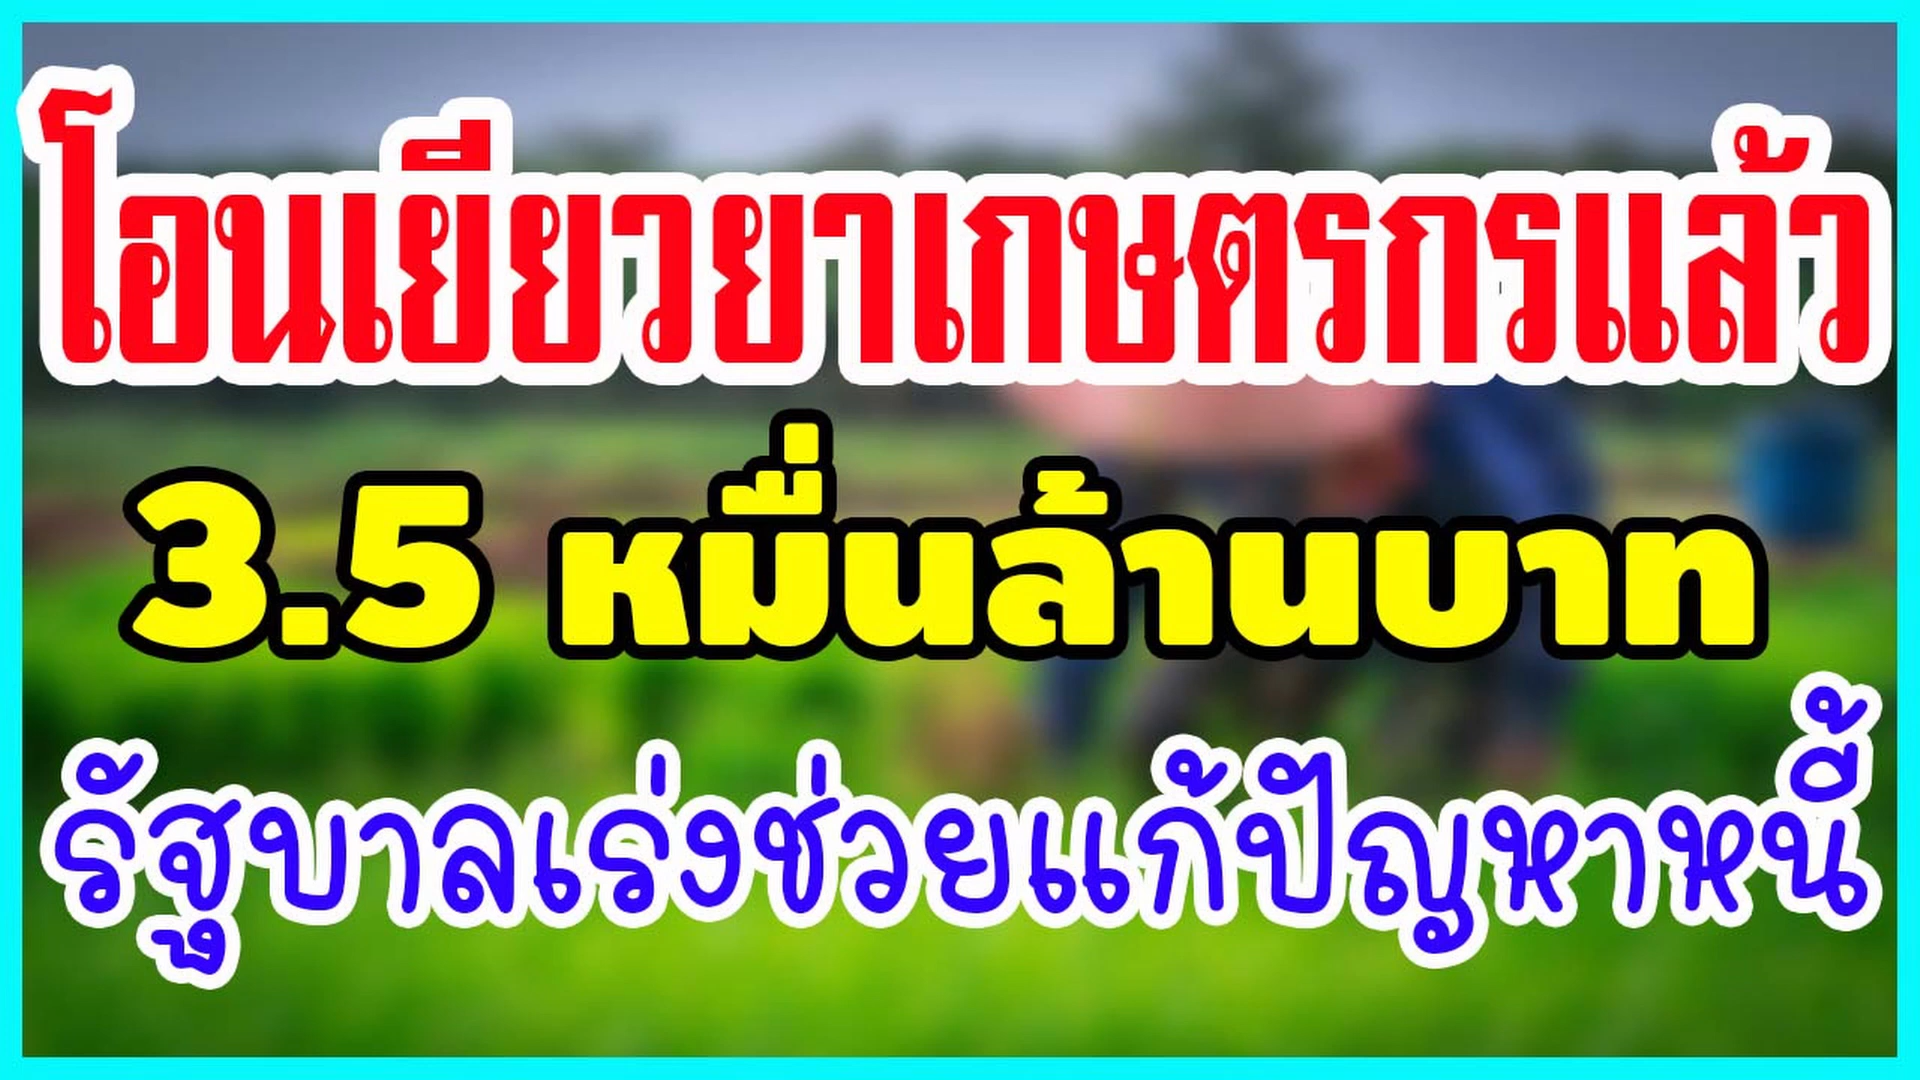 โอนเยียวยาเกษตรกรแล้ว
3.5 หมื่นล้านบาท
รัฐบาลเร่งช่วยแก้ปัญหาหนี้